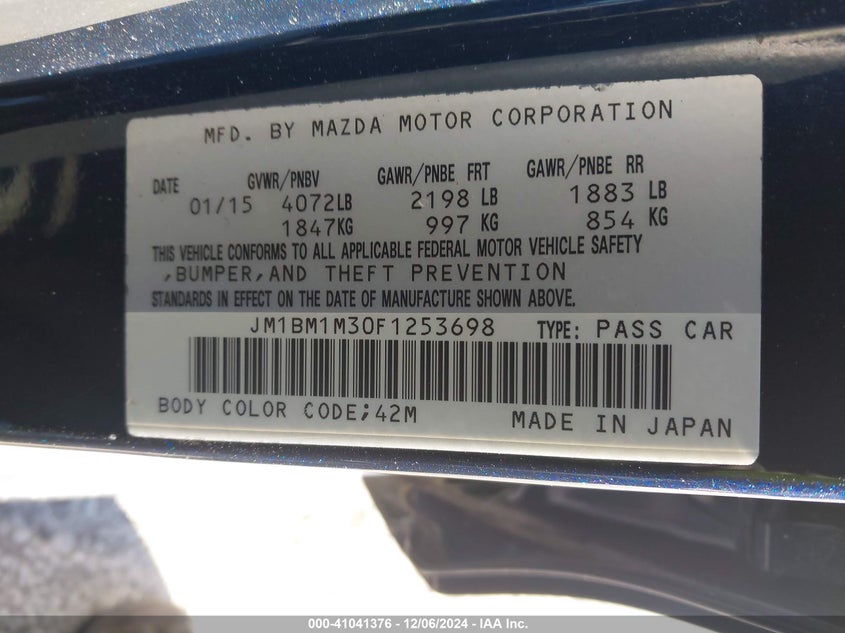 MFD. BY MAZDA MOTOR CORPORATION
DATE GVWR/PNBV GAWR/PNBE FRT GAWR/PNBE RR
01/15 4072LB 2198 LB 1883 LB
1847KG 997 KG 854 KG
THIS VEHICLE CONFORMS TO ALL APPLICABLE FEDERAL MOTOR VEHICLE SAFETY
,BUMPER,AND THEFT PREVENTION
STANDARDS IN EFFECT ON THE DATE OF MANUFACTURE SHOWN ABOVE.
JM1BM1M30F1253698 TYPE: PASS CAR
BODY COLOR CODE;42M MADE IN JAPAN
000-41041376 - 12/06/2024 - IAA Inc.